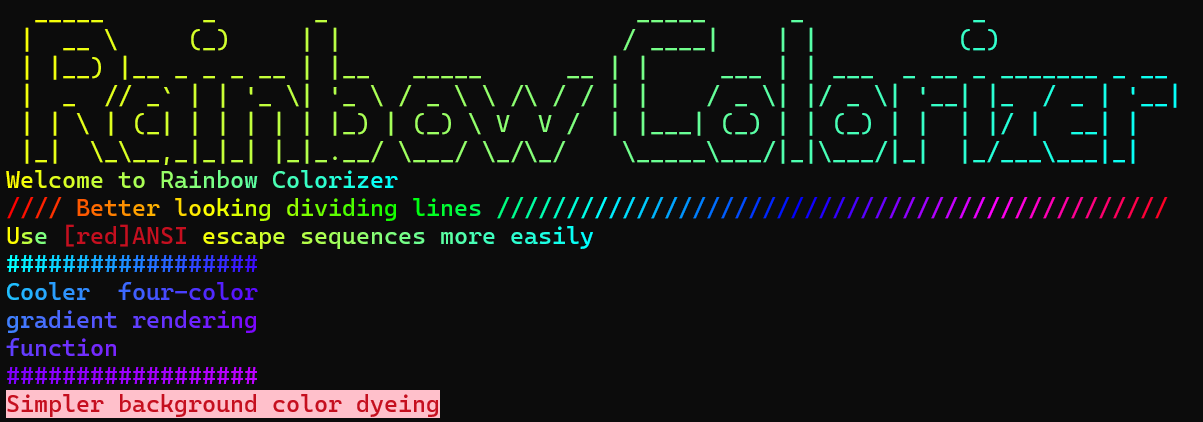 Rainbow Colorizer
Welcome to Rainbow Colorizer
//// Better looking dividing lines ////////////////////////////////////////////////
Use [red]ANSI escape sequences more easily
##################
Cooler  four-color
gradient rendering
function
##################
Simpler background color dyeing